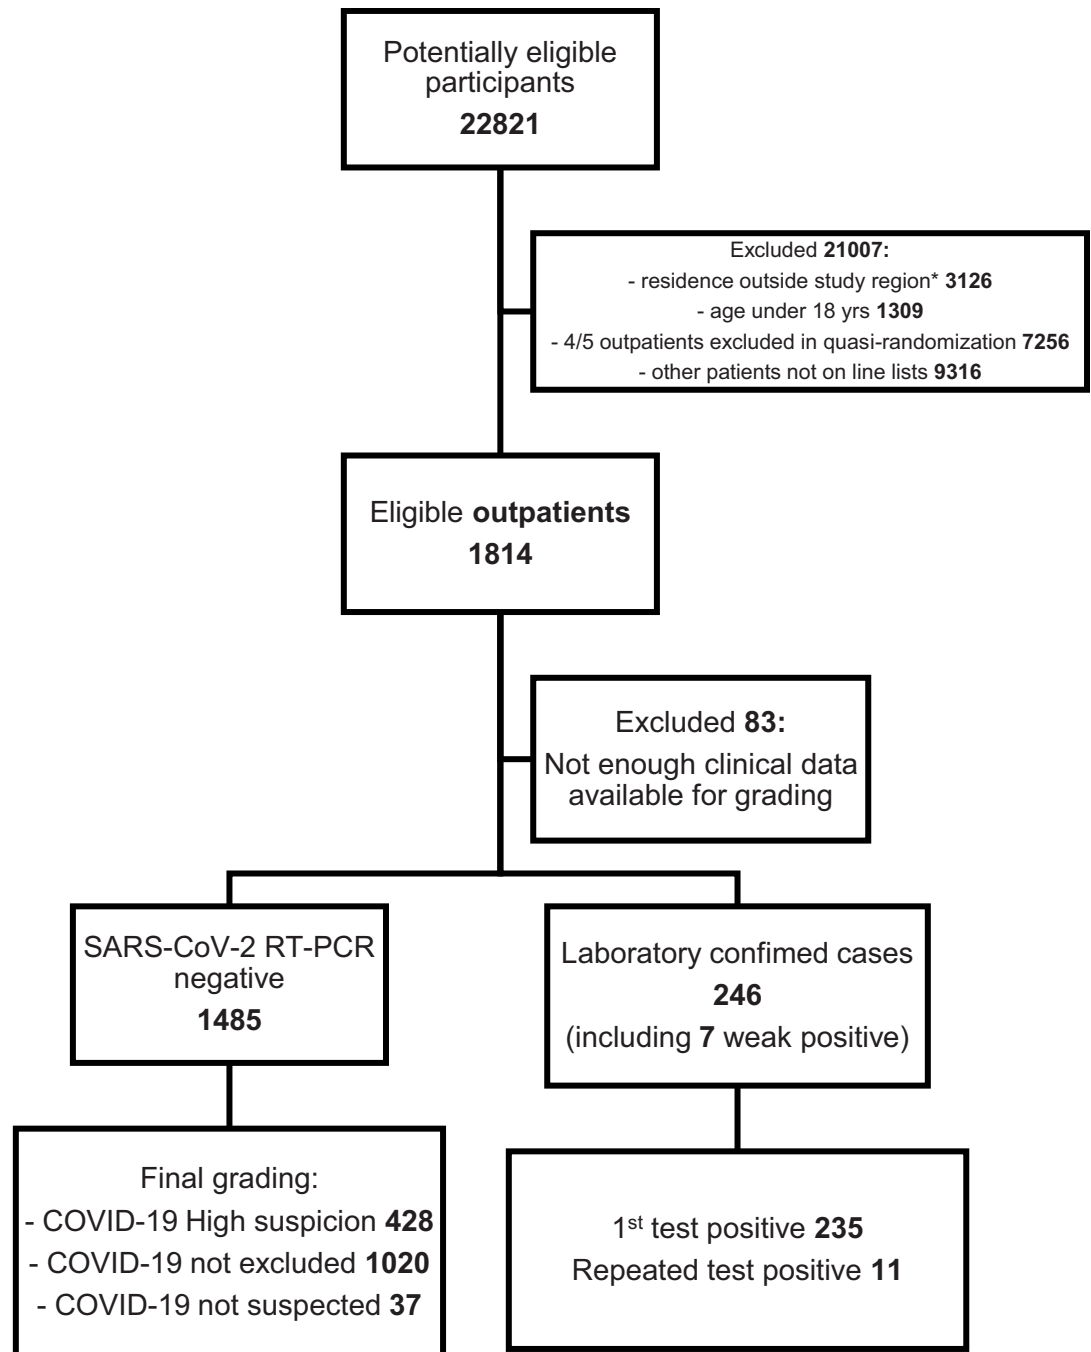 Potentially eligible
participants
22821
Excluded 21007:
- residence outside study region* 3126
- age under 18 yrs 1309
- 4/5 outpatients excluded in quasi-randomization 7256
- other patients not on line lists 9316
Eligible outpatients
1814
Excluded 83:
Not enough clinical data
available for grading
SARS-CoV-2 RT-PCR
negative
1485
Laboratory confimed cases
246
(including 7 weak positive)
Final grading:
- COVID-19 High suspicion 428
- COVID-19 not excluded 1020
- COVID-19 not suspected 37
1st test positive 235
Repeated test positive 11